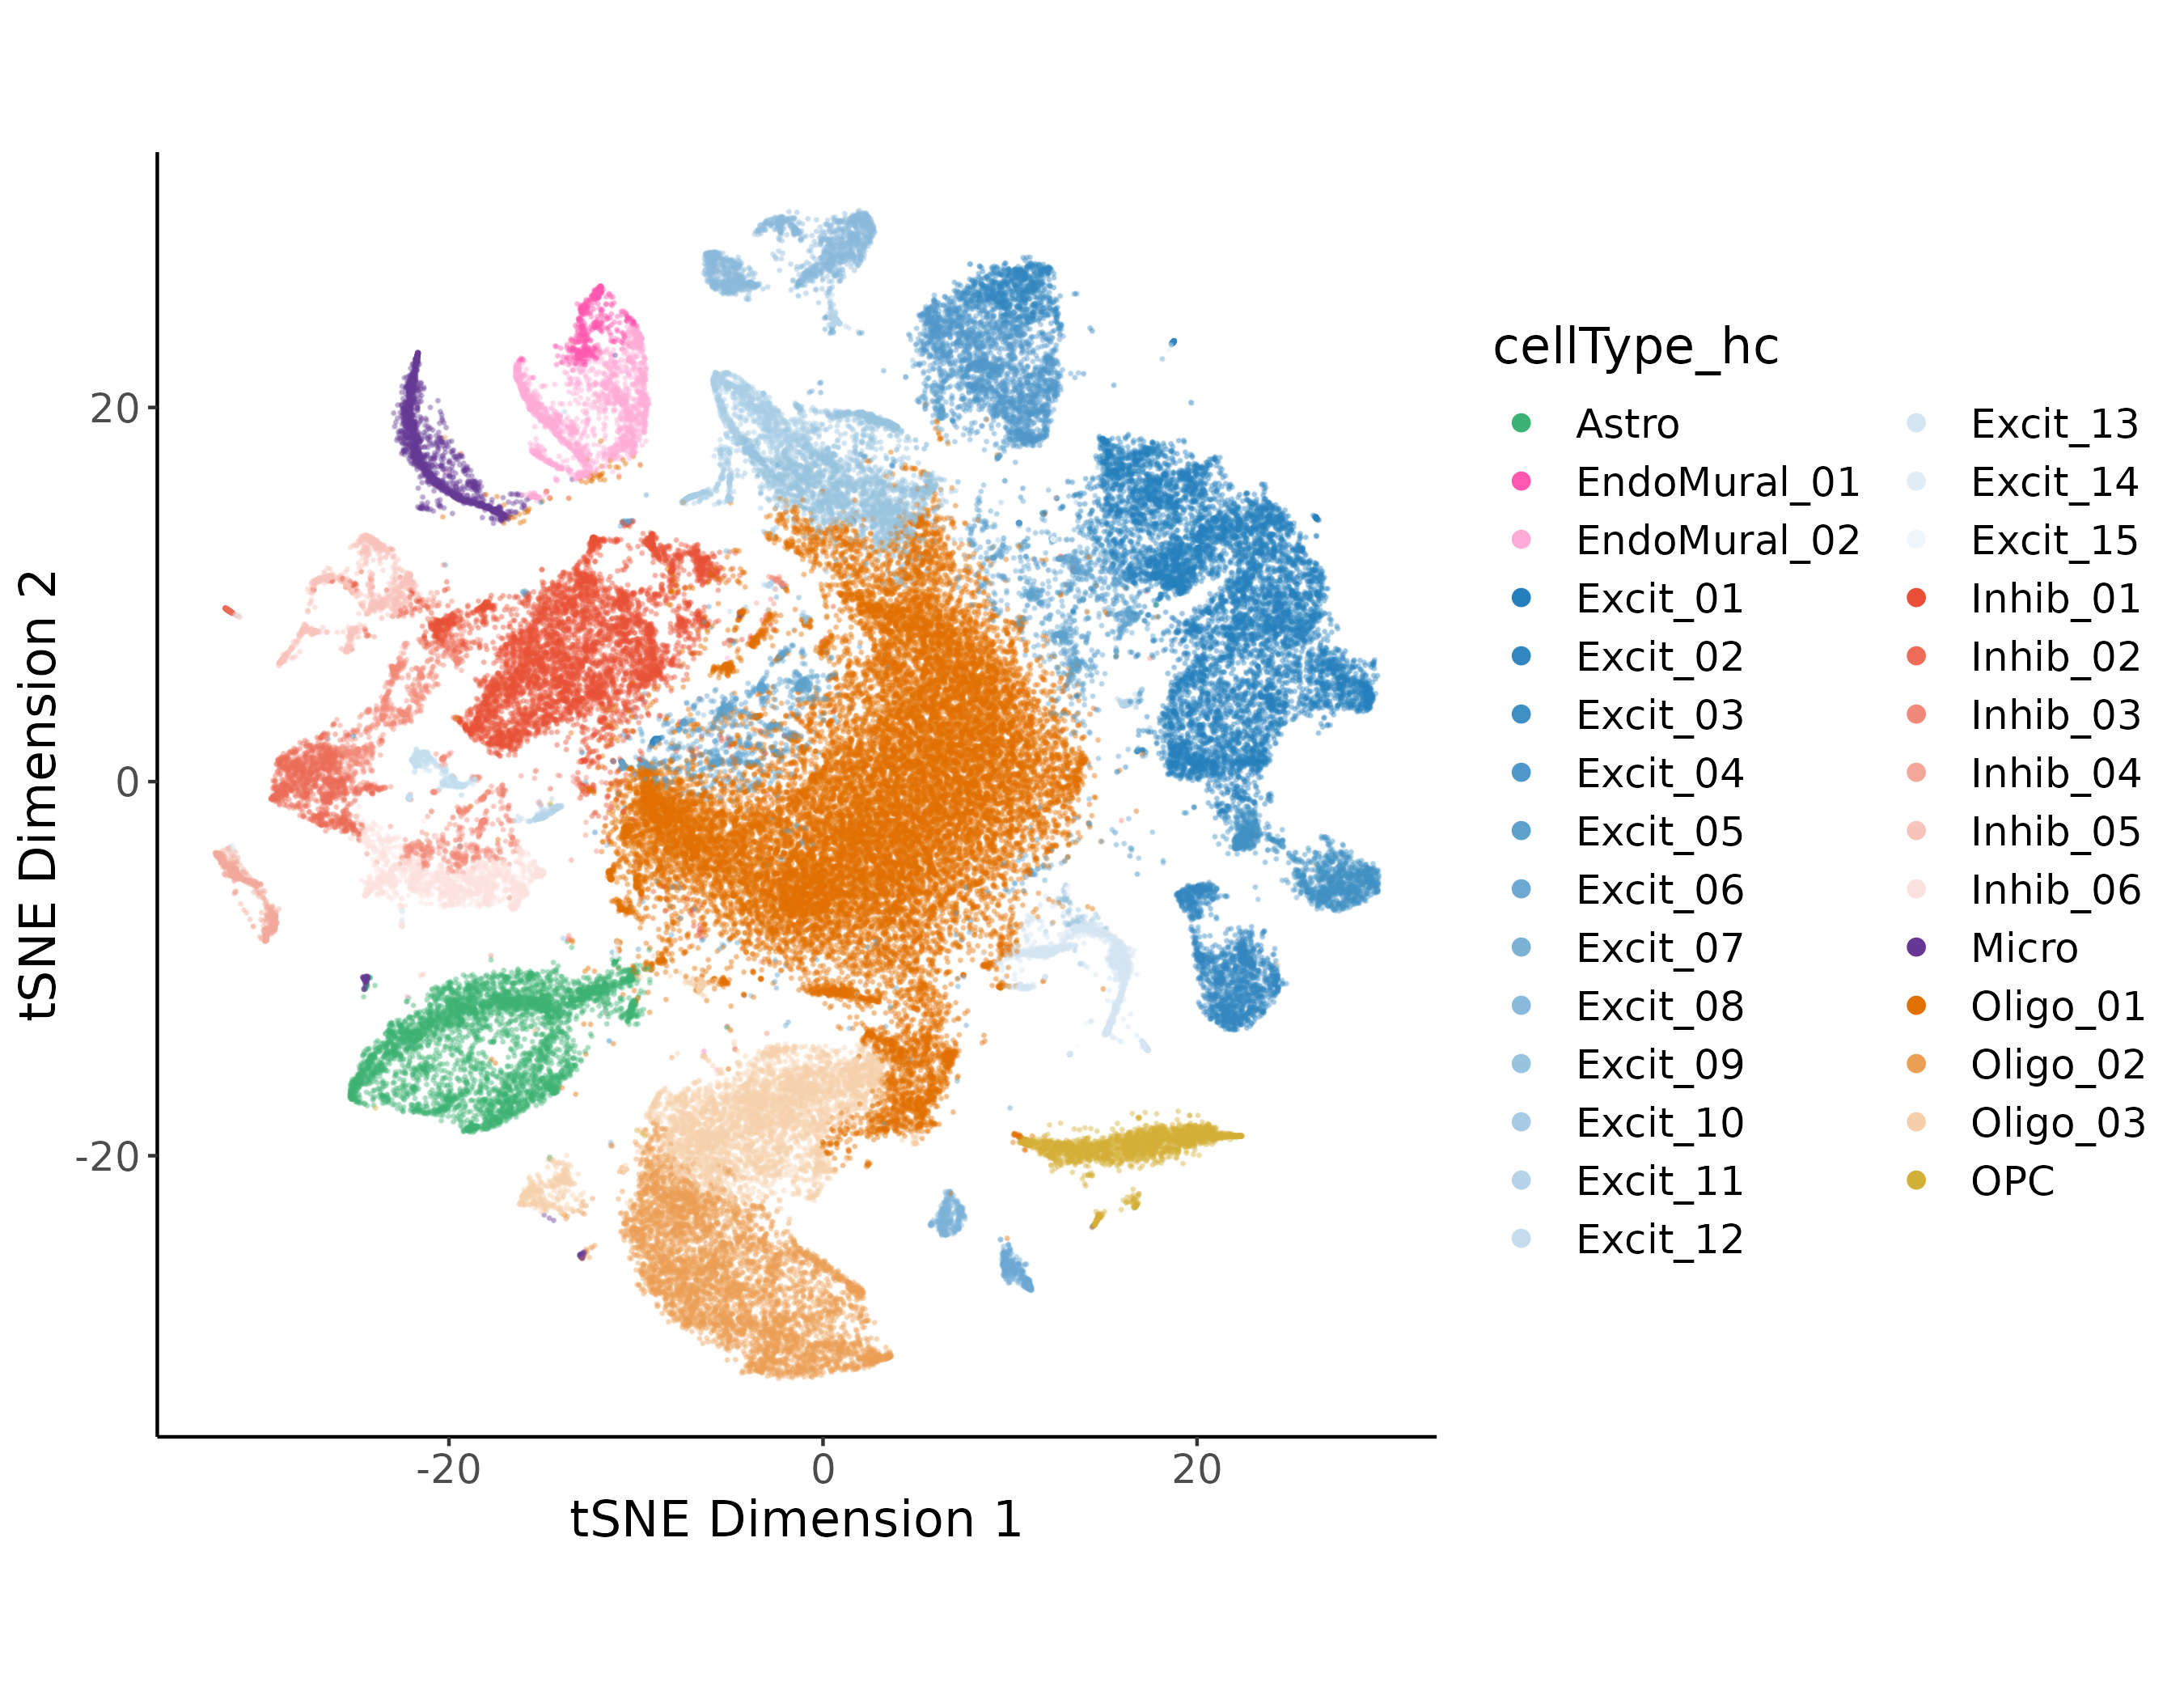 tSNE Dimension 2
20
0
-20
-20
0
20
tSNE Dimension 1
cellType_hc
Astro
EndoMural_01
EndoMural_02
Excit_01
Excit_02
Excit_03
Excit_04
Excit_05
Excit_06
Excit_07
Excit_08
Excit_09
Excit_10
Excit_11
Excit_12
Excit_13
Excit_14
Excit_15
Inhib_01
Inhib_02
Inhib_03
Inhib_04
Inhib_05
Inhib_06
Micro
Oligo_01
Oligo_02
Oligo_03
OPC